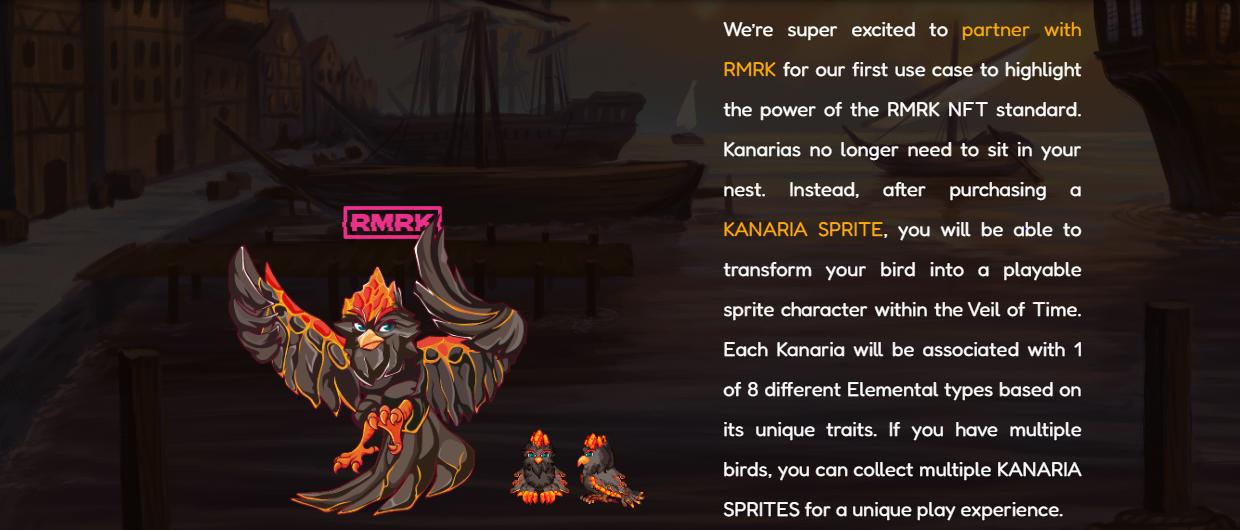 RMRK
We're super excited to partner with
RMRK for our first use case to highlight
the power of the RMRK NFT standard.
Kanarias no longer need to sit in your
nest. Instead, after purchasing a
KANARIA SPRITE, you will be able to
transform your bird into a playable
sprite character within the Veil of Time.
Each Kanaria will be associated with 1
of 8 different Elemental types based on
its unique traits. If you have multiple
birds, you can collect multiple KANARIA
SPRITES for a unique play experience.